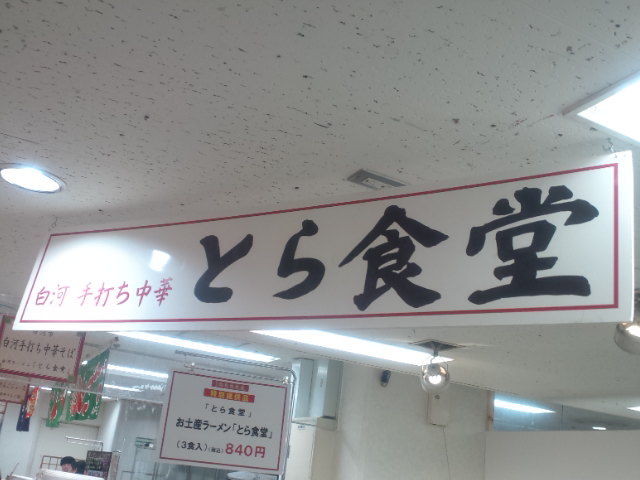 白河 手打ち中華 とら食堂
白河手打ち中華そば
「とら食堂」
お土産ラーメン「とら食堂」
(3食入)(税込)840円